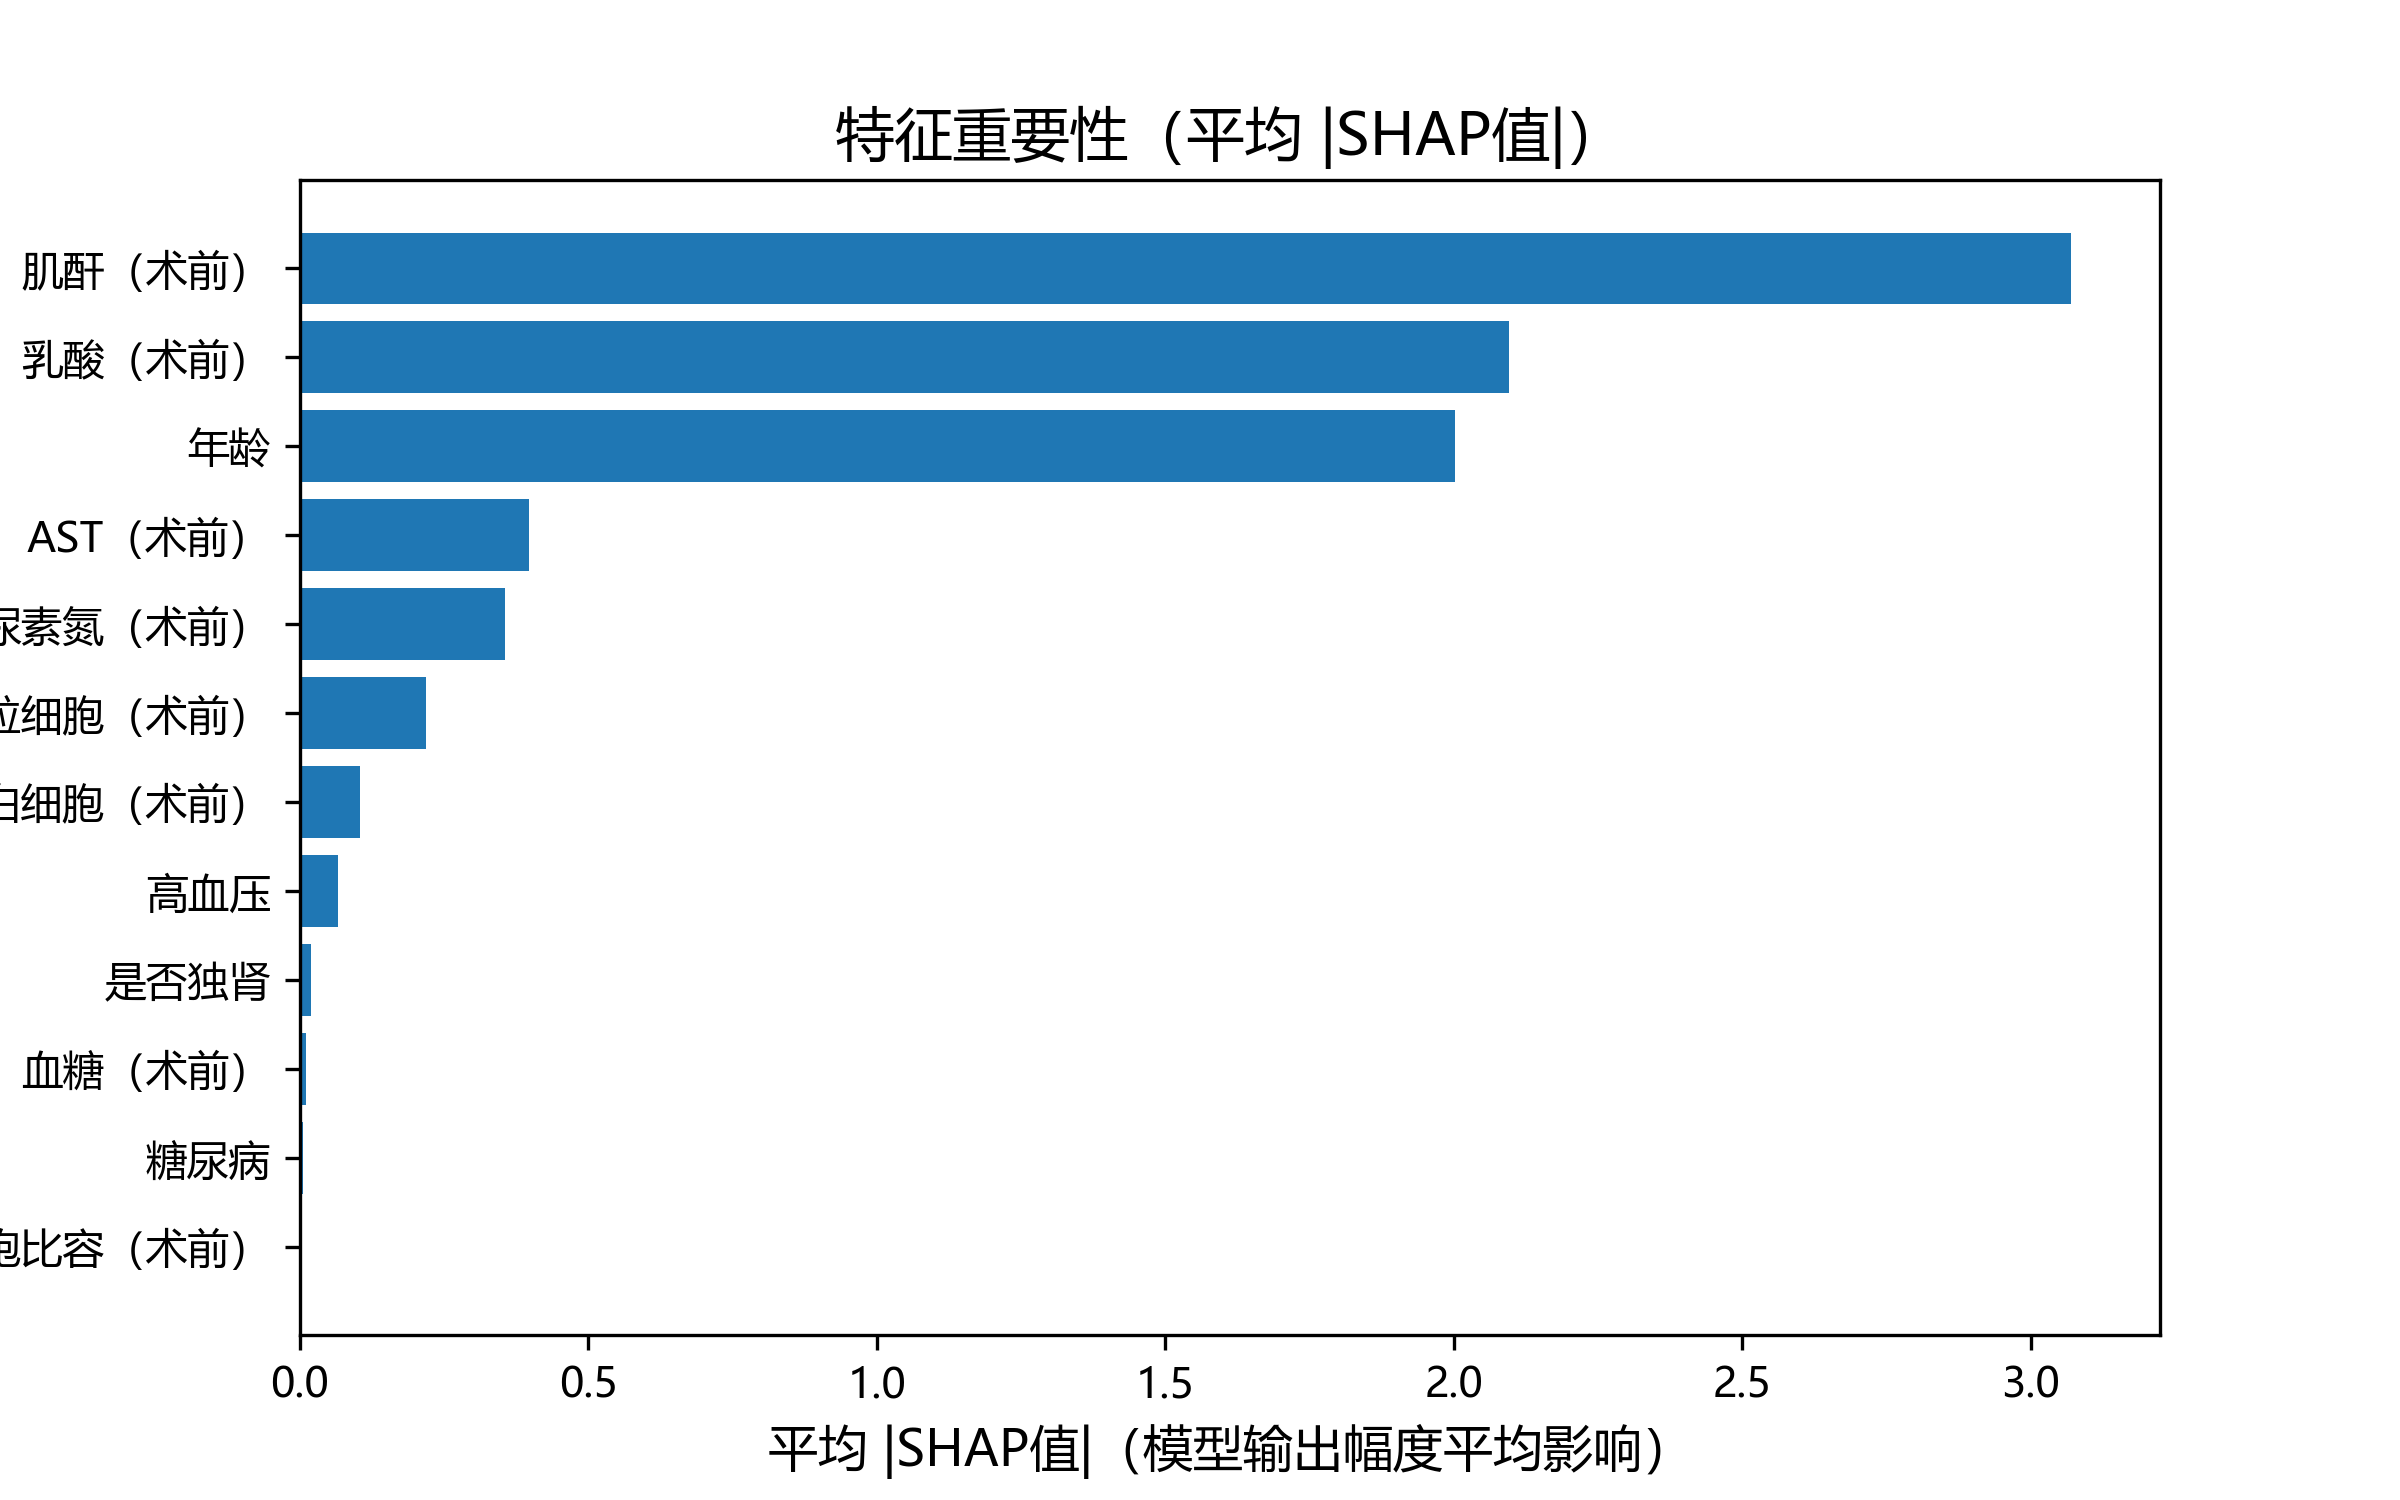 特征重要性（平均 |SHAP值|）
肌酐（术前）
乳酸（术前）
年龄
AST（术前）
尿素氮（术前）
粒细胞（术前）
白细胞（术前）
高血压
是否独肾
血糖（术前）
糖尿病
胞比容（术前）
0.0 0.5 1.0 1.5 2.0 2.5 3.0
平均 |SHAP值|（模型输出幅度平均影响）